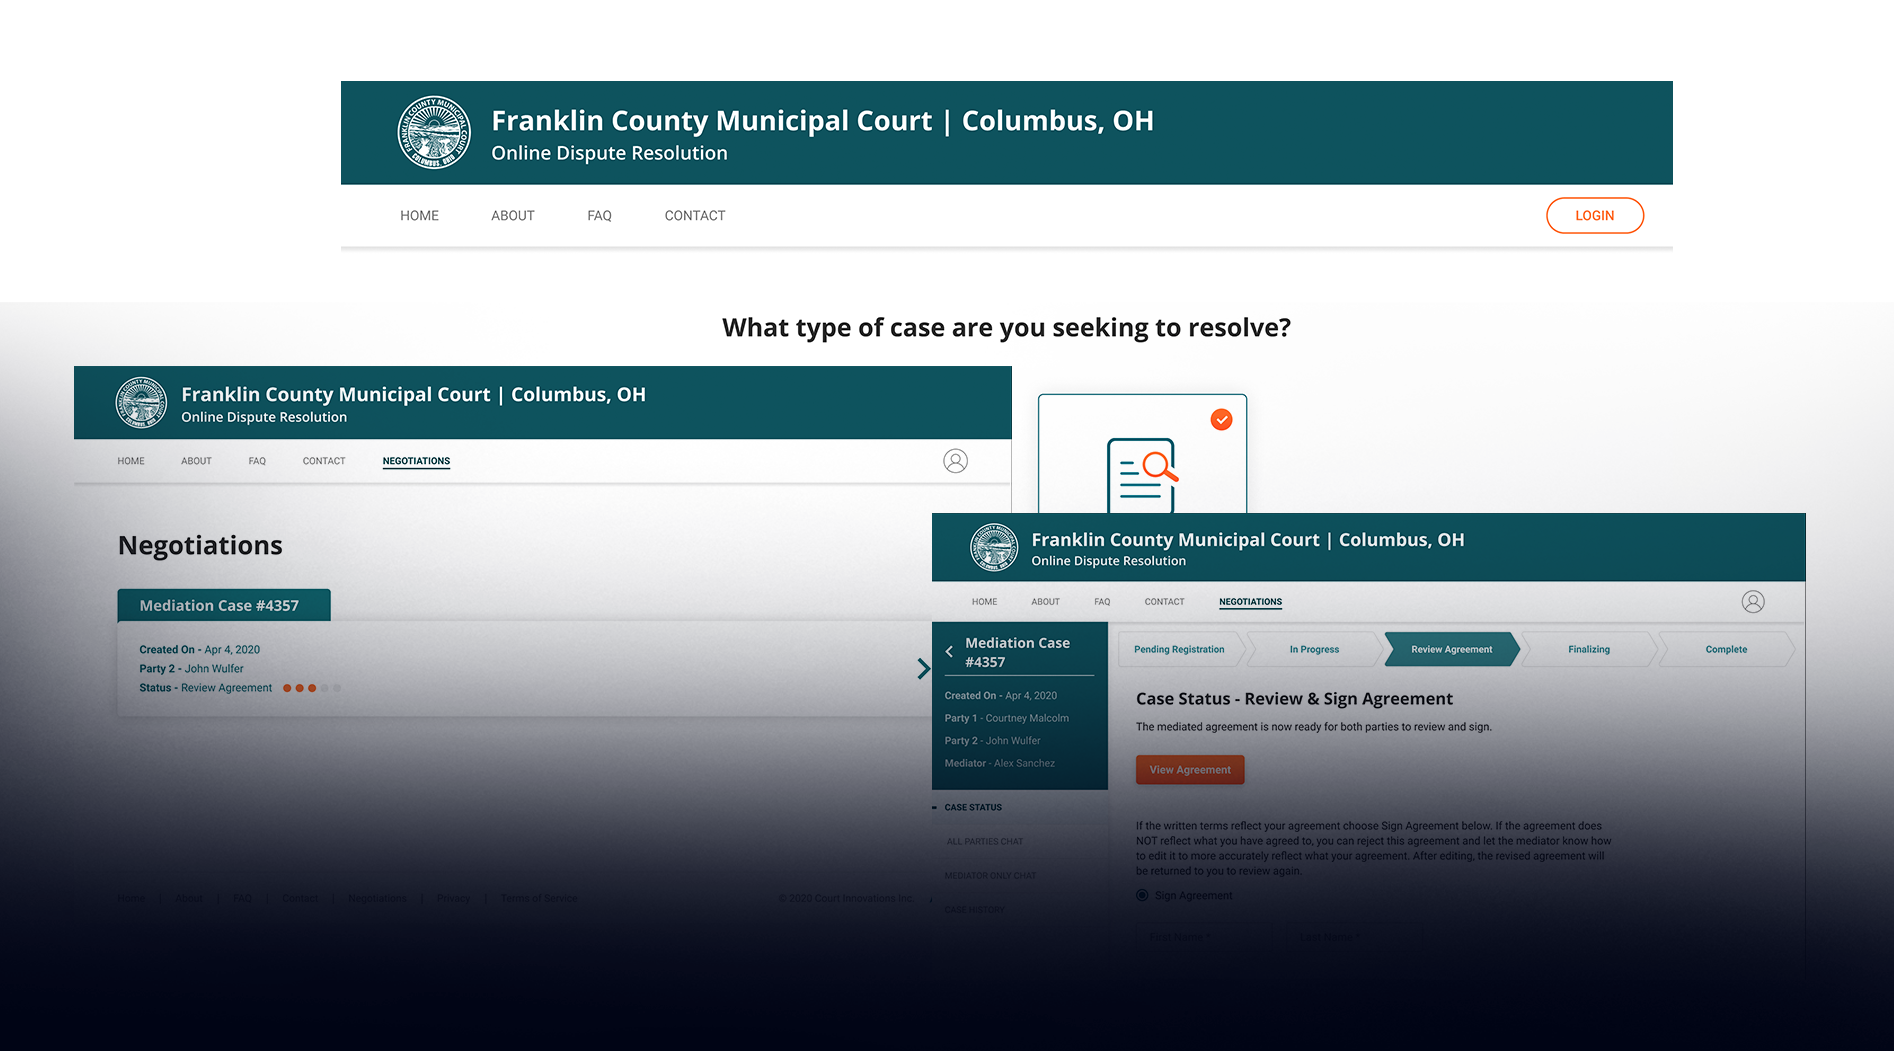 Franklin County Municipal Court | Columbus, OH
Online Dispute Resolution
HOME ABOUT FAQ CONTACT LOGIN
What type of case are you seeking to resolve?
Franklin County Municipal Court | Columbus, OH
Online Dispute Resolution
HOME ABOUT FAQ CONTACT NEGOTIATIONS
Negotiations
Mediation Case #4357
Created On - Apr 4, 2020
Party 2 - John Wulfer
Status - Review Agreement
Home | About | FAQ | Contact | Negotiations | Privacy | Terms of Service
© 2020 Court Innovations Inc.
Franklin County Municipal Court | Columbus, OH
Online Dispute Resolution
HOME ABOUT FAQ CONTACT NEGOTIATIONS
Mediation Case
#4357
Created On - Apr 4, 2020
Party 1 - Courtney Malcolm
Party 2 - John Wulfer
Mediator - Alex Sanchez
CASE STATUS
ALL PARTIES CHAT
MEDIATOR ONLY CHAT
CASE HISTORY
Pending Registration In Progress Review Agreement Finalizing Complete
Case Status - Review & Sign Agreement
The mediated agreement is now ready for both parties to review and sign.
View Agreement
If the written terms reflect your agreement choose Sign Agreement below. If the agreement does
NOT reflect what you have agreed to, you can reject this agreement and let the mediator know how
to edit it to more accurately reflect what your agreement. After editing, the revised agreement will
be returned to you to review again.
Sign Agreement
First Name * Last Name *